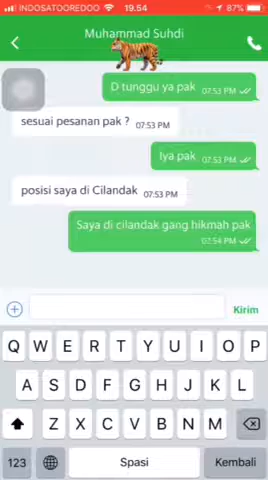 INDOSATOOREDOO 19.54 87%
Muhammad Suhdi
D tunggu ya pak 07:53 PM
sesuai pesanan pak ? 07:53 PM
Iya pak 07:53 PM
posisi saya di Cilandak 07:53 PM
Saya di cilandak gang hikmah pak
07:54 PM
Kirim
Q W E R T Y U I O P
A S D F G H J K L
Z X C V B N M
123 Spasi Kembali